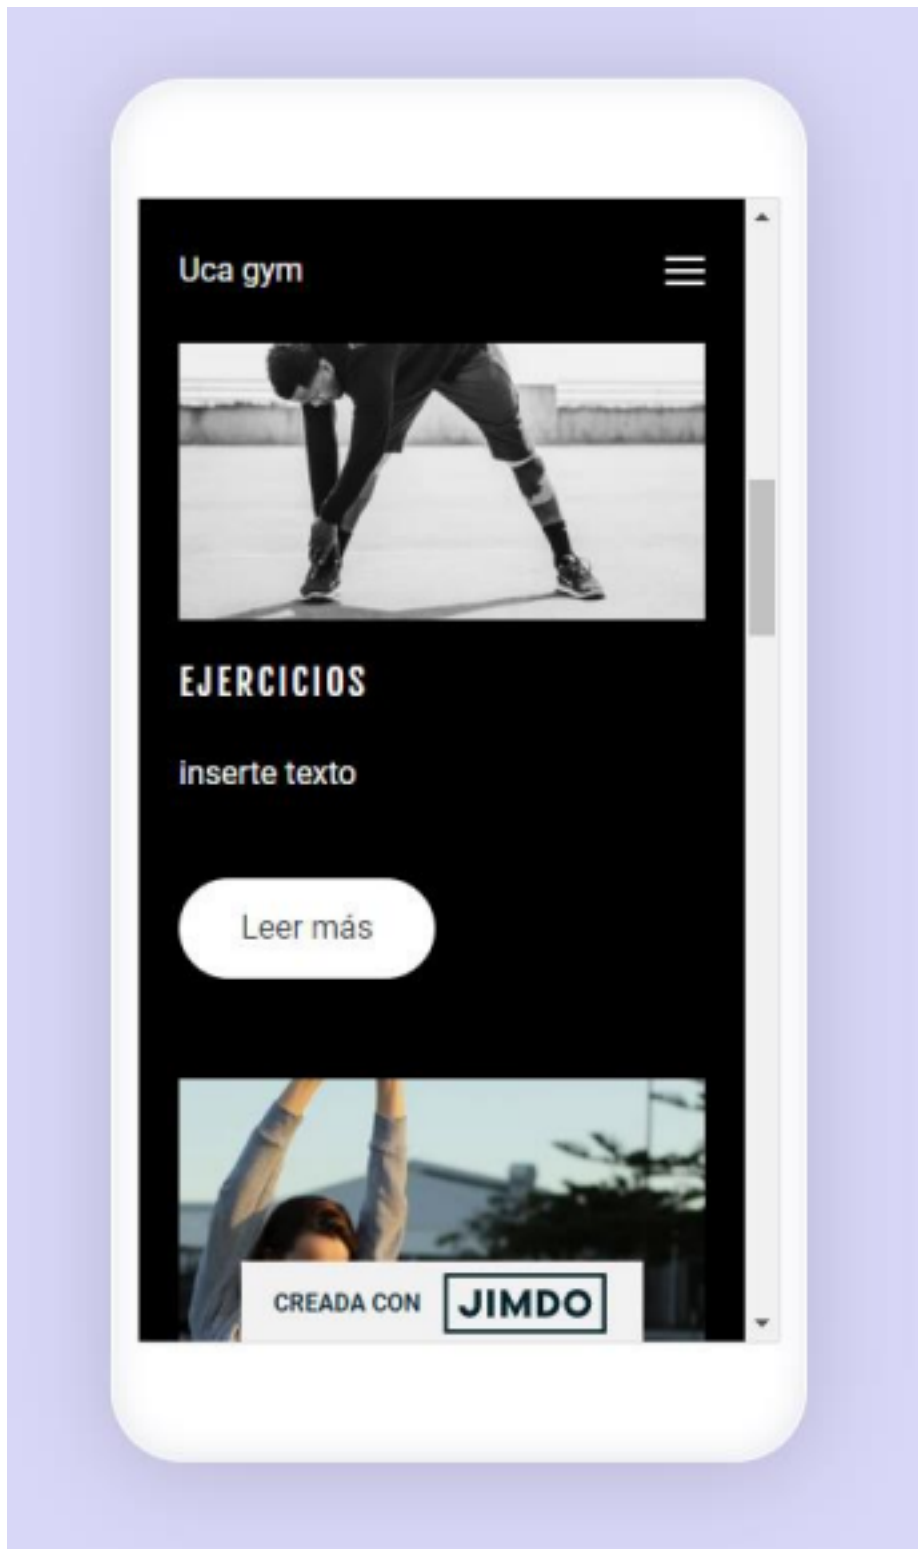 Uca gym
EJERCICIOS
inserte texto
Leer más
CREADA CON JIMDO